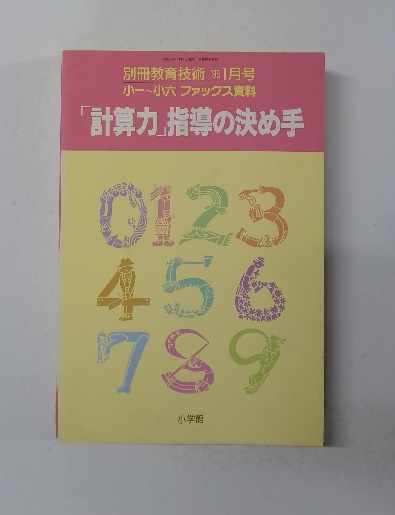 別冊教育技術 '95 1月号
小一~小六 ファックス資料
「計算力」指導の決め手
0123
456
789
小学館